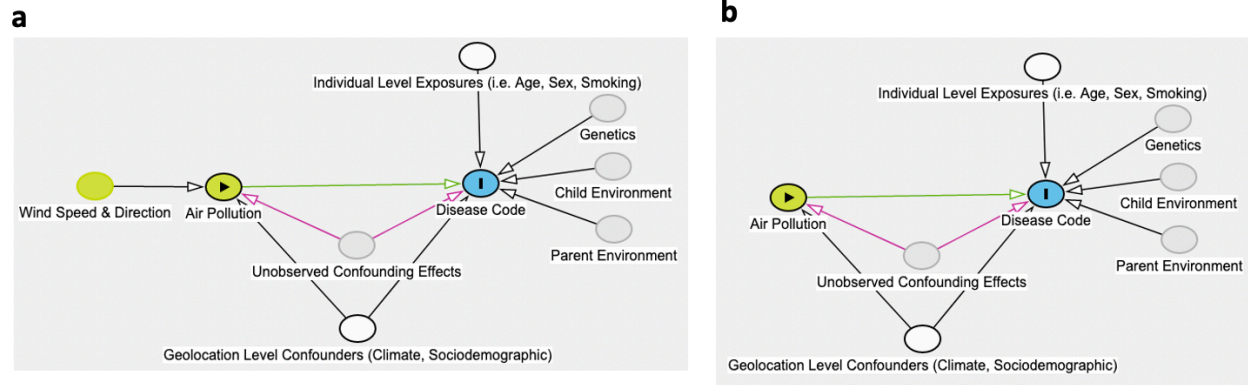 a
Individual Level Exposures (i.e. Age, Sex, Smoking)
Genetics
Child Environment
Wind Speed & Direction
Air Pollution
Disease Code
Parent Environment
Unobserved Confounding Effects
Geolocation Level Confounders (Climate, Sociodemographic)
b
Individual Level Exposures (i.e. Age, Sex, Smoking)
Genetics
Child Environment
Air Pollution
Disease Code
Parent Environment
Unobserved Confounding Effects
Geolocation Level Confounders (Climate, Sociodemographic)